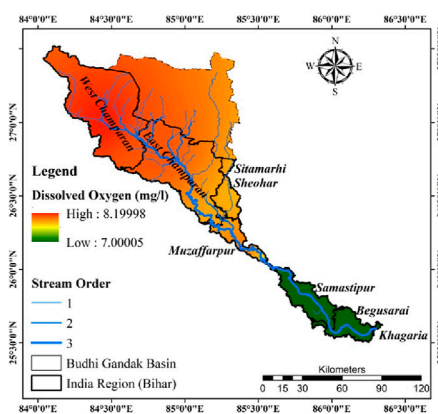 84°0'0"E 84°30'0"E 85°0'0"E 85°30'0"E 86°0'0"E 86°30'0"E
N
W E
S
27°0'0"N
26°30'0"N
26°0'0"N
25°30'0"N
West Champaran
East Champaran
Sitamarhi
Sheohar
Muzaffarpur
Samastipur
Begusarai
Khagaria
Legend
Dissolved Oxygen (mg/l)
High : 8.19998
Low : 7.00005
Stream Order
1
2
3
Budhi Gandak Basin
India Region (Bihar)
Kilometers
0 15 30 60 90 120
84°0'0"E 84°30'0"E 85°0'0"E 85°30'0"E 86°0'0"E 86°30'0"E